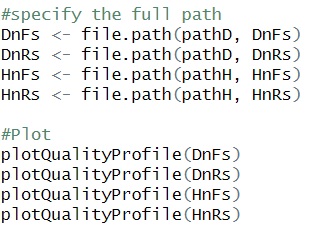 #specify the full path
DnFs <- file.path(pathD, DnFs)
DnRs <- file.path(pathD, DnRs)
HnFs <- file.path(pathH, HnFs)
HnRs <- file.path(pathH, HnRs)
#Plot
plotQualityProfile(DnFs)
plotQualityProfile(DnRs)
plotQualityProfile(HnFs)
plotQualityProfile(HnRs)